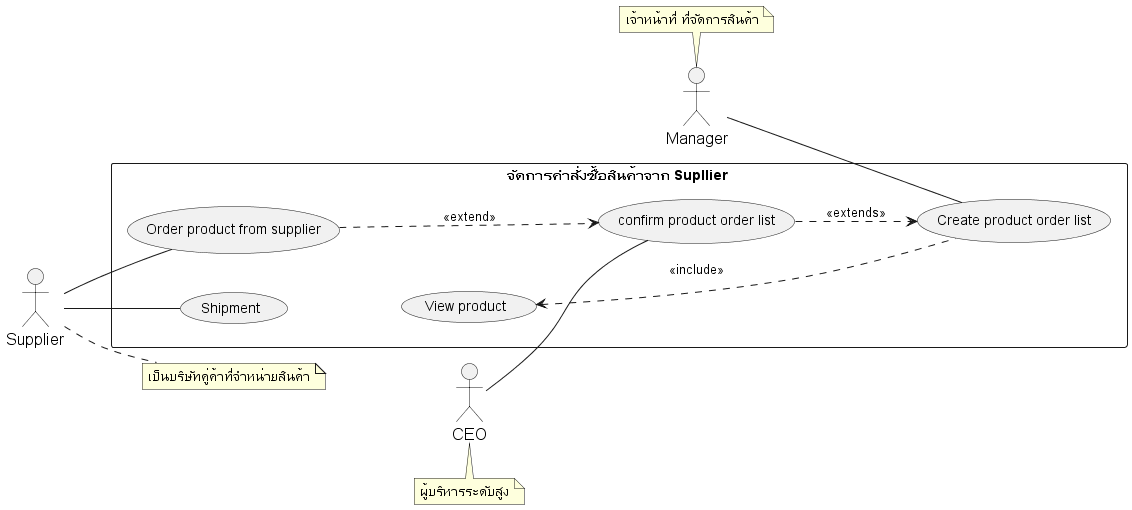 เจ้าหน้าที่ ที่จัดการสินค้า
Manager
จัดการคำสั่งซื้อสินค้าจาก Supllier
Order product from supplier
«extend»
confirm product order list
«extends»
Create product order list
«include»
View product
Shipment
Supplier
เป็นบริษัทคู่ค้าที่จำหน่ายสินค้า
CEO
ผู้บริหารระดับสูง